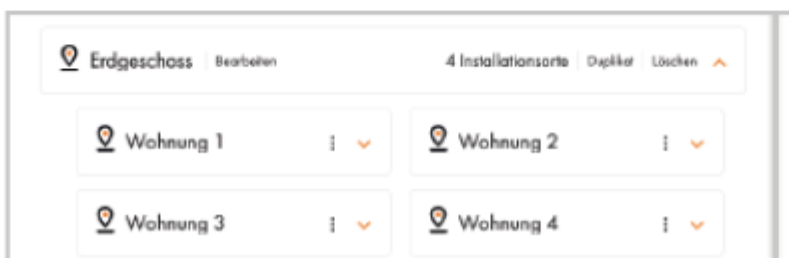 Erdgeschoss Bearbeiten 4 Installationsorte Duplikat Löschen
Wohnung 1 Wohnung 2
Wohnung 3 Wohnung 4